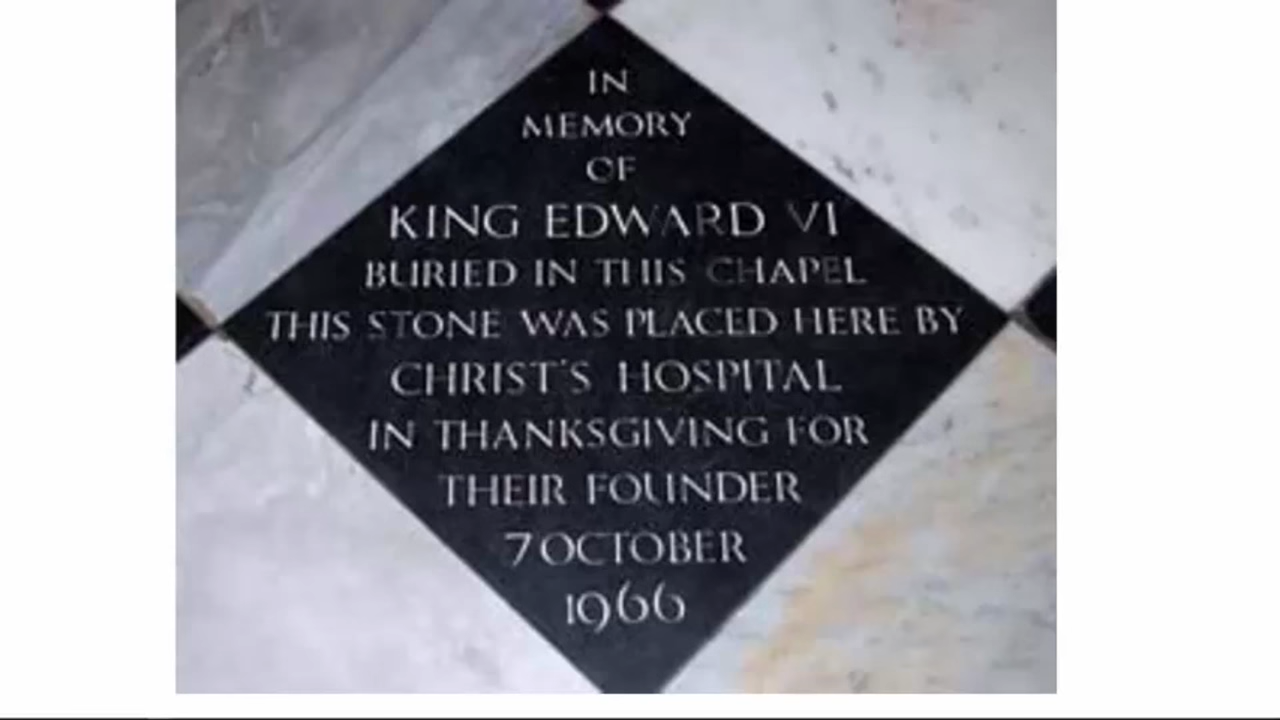 IN
MEMORY
OF
KING EDWARD VI
BURIED IN THIS CHAPEL
THIS STONE WAS PLACED HERE BY
CHRIST'S HOSPITAL
IN THANKSGIVING FOR
THEIR FOUNDER
7 OCTOBER
1966